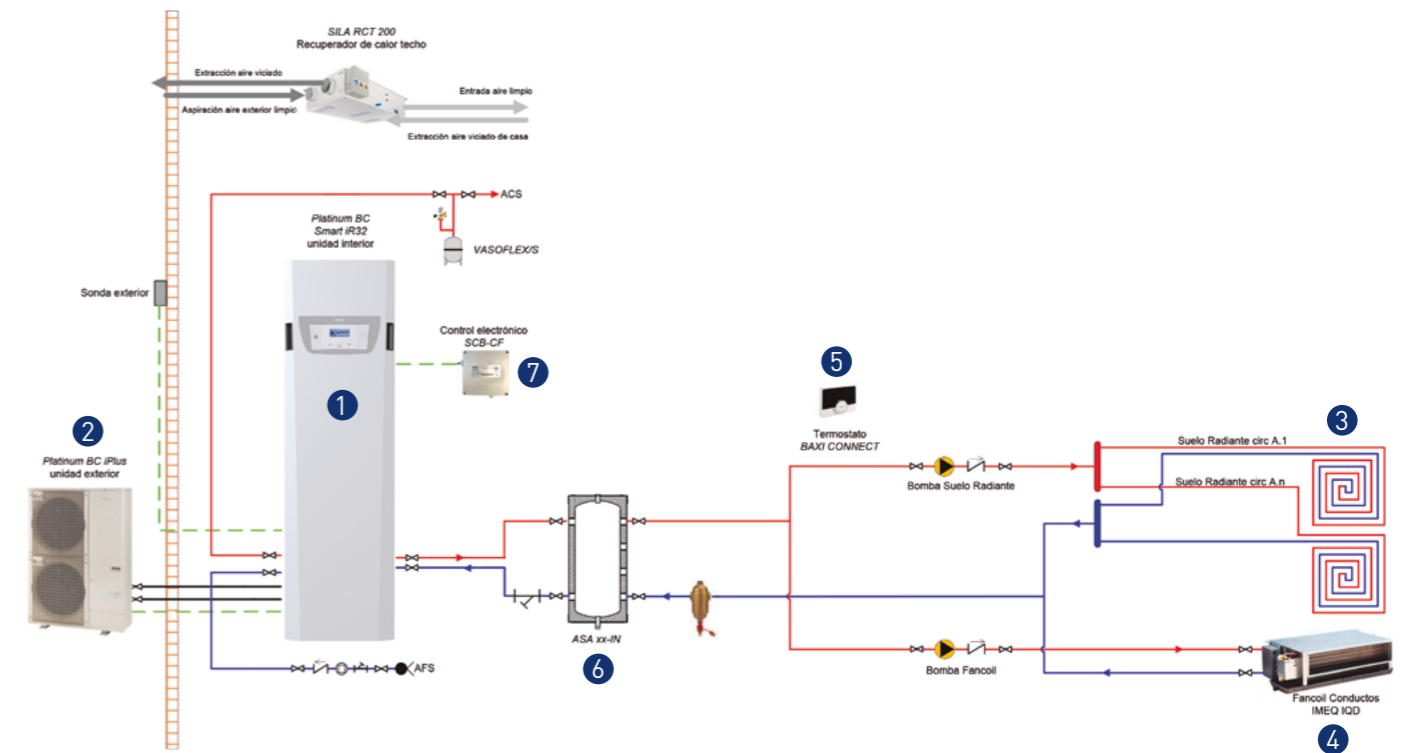 SILA RCT 200
Recuperador de calor techo
Extracción aire viciado
Entrada aire limpio
Aspiración aire exterior limpio
Extracción aire viciado de casa
ACS
Platinum BC
Smart iR32
unidad interior
VASOFLEX/S
Sonda exterior
Control electrónico
SCB-CF
7
5
1
2
3
Platinum BC iPlus
unidad exterior
Termostato
BAXI CONNECT
Suelo Radiante circ A.1
Bomba Suelo Radiante
Suelo Radiante circ A.n
ASA xx-IN
6
AFS
Bomba Fancoil
Fancoil Conductos
IMEQ IQD
4